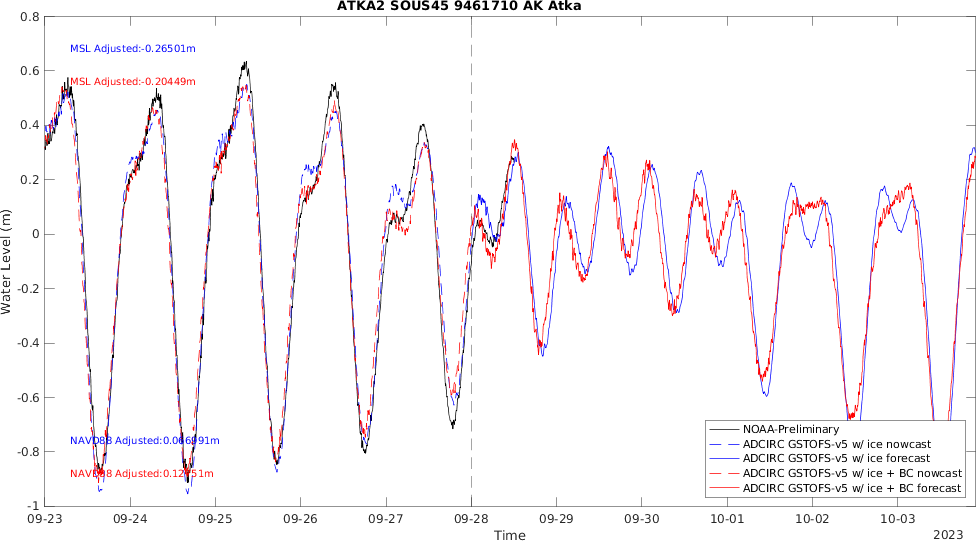 ATKA2 SOUS45 9461710 AK Atka
0.8
0.6
0.4
0.2
0
-0.2
-0.4
-0.6
-0.8
-1
Water Level (m)
MSL Adjusted:-0.26501m
MSL Adjusted:-0.20449m
NAVD88 Adjusted:0.066991m
NAVD88 Adjusted:
NOAA-Preliminary
ADCIRC GSTOFS-v5 w/ ice nowcast
ADCIRC GSTOFS-v5 w/ ice forecast
ADCIRC GSTOFS-v5 w/ ice + BC nowcast
ADCIRC GSTOFS-v5 w/ ice + BC forecast
09-23 09-24 09-25 09-26 09-27 09-28 09-29 09-30 10-01 10-02 10-03
Time
2023